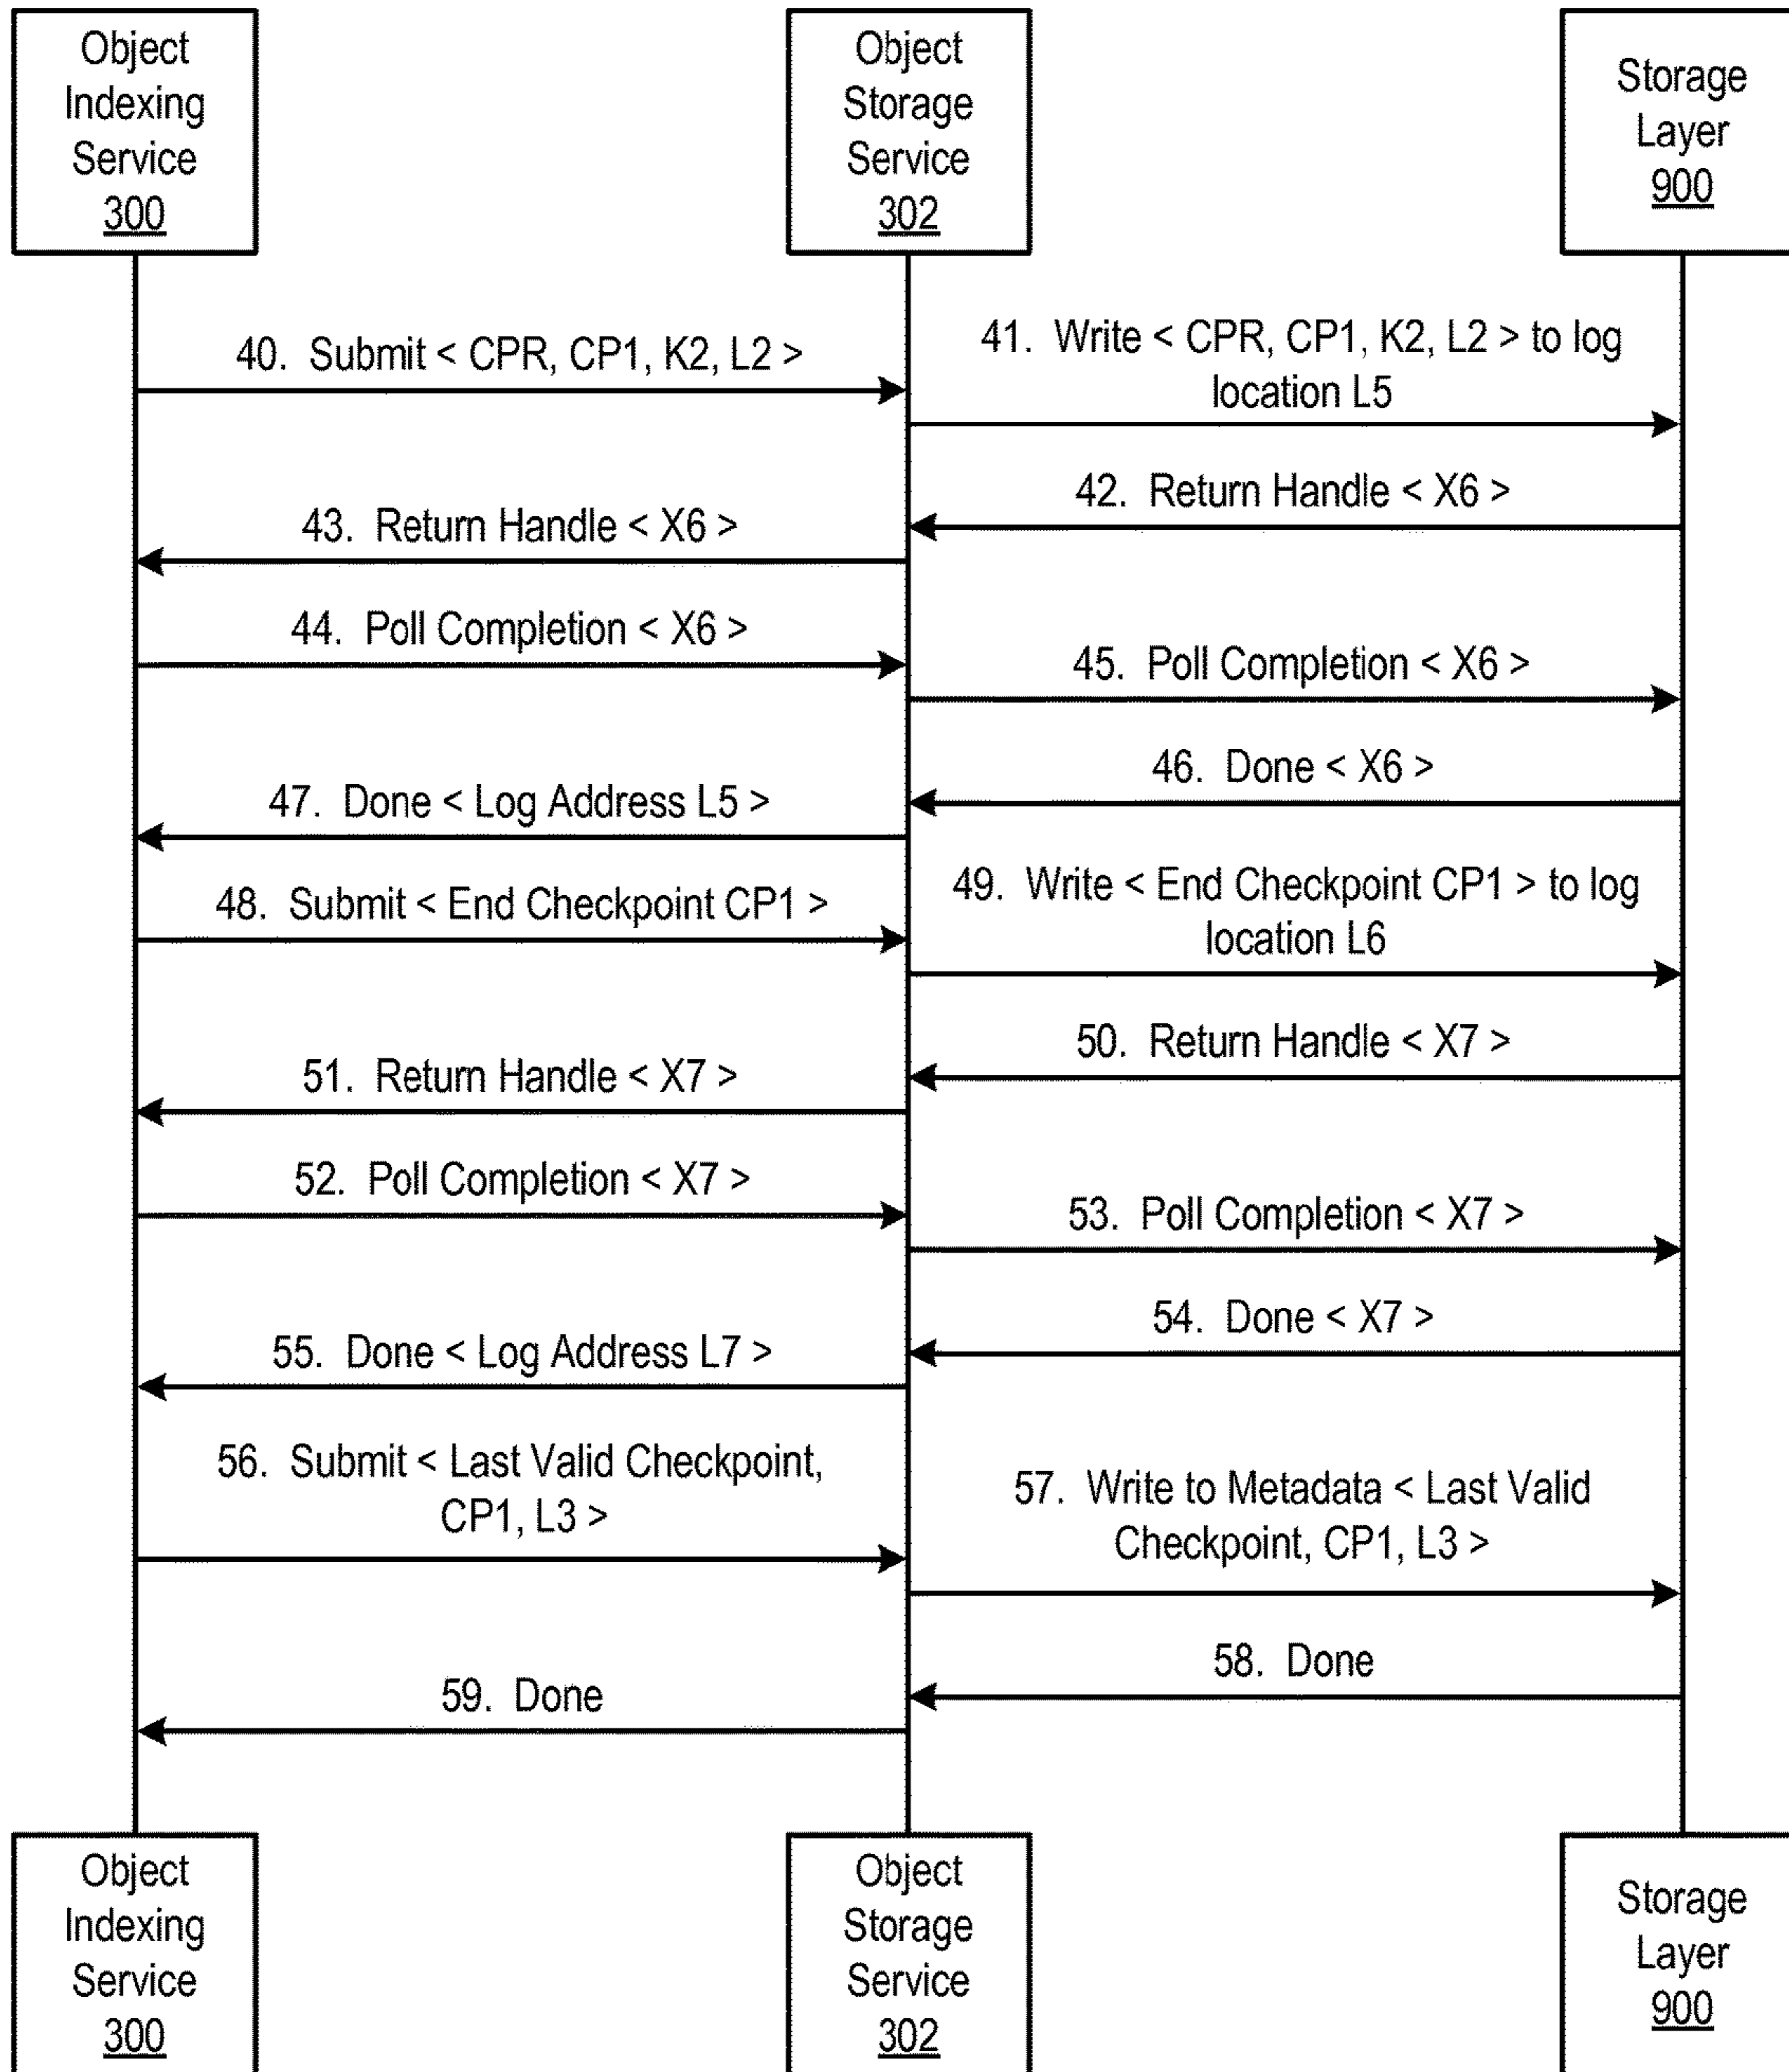 Object
Indexing
Service
300
Object
Storage
Service
302
Storage
Layer
900
40. Submit < CPR, CP1, K2, L2 >
41. Write < CPR, CP1, K2, L2 > to log
location L5
42. Return Handle < X6 >
43. Return Handle < X6 >
44. Poll Completion < X6 >
45. Poll Completion < X6 >
46. Done < X6 >
47. Done < Log Address L5 >
48. Submit < End Checkpoint CP1 >
49. Write < End Checkpoint CP1 > to log
location L6
50. Return Handle < X7 >
51. Return Handle < X7 >
52. Poll Completion < X7 >
53. Poll Completion < X7 >
54. Done < X7 >
55. Done < Log Address L7 >
56. Submit < Last Valid Checkpoint,
CP1, L3 >
57. Write to Metadata < Last Valid
Checkpoint, CP1, L3 >
58. Done
59. Done
Object
Indexing
Service
300
Object
Storage
Service
302
Storage
Layer
900